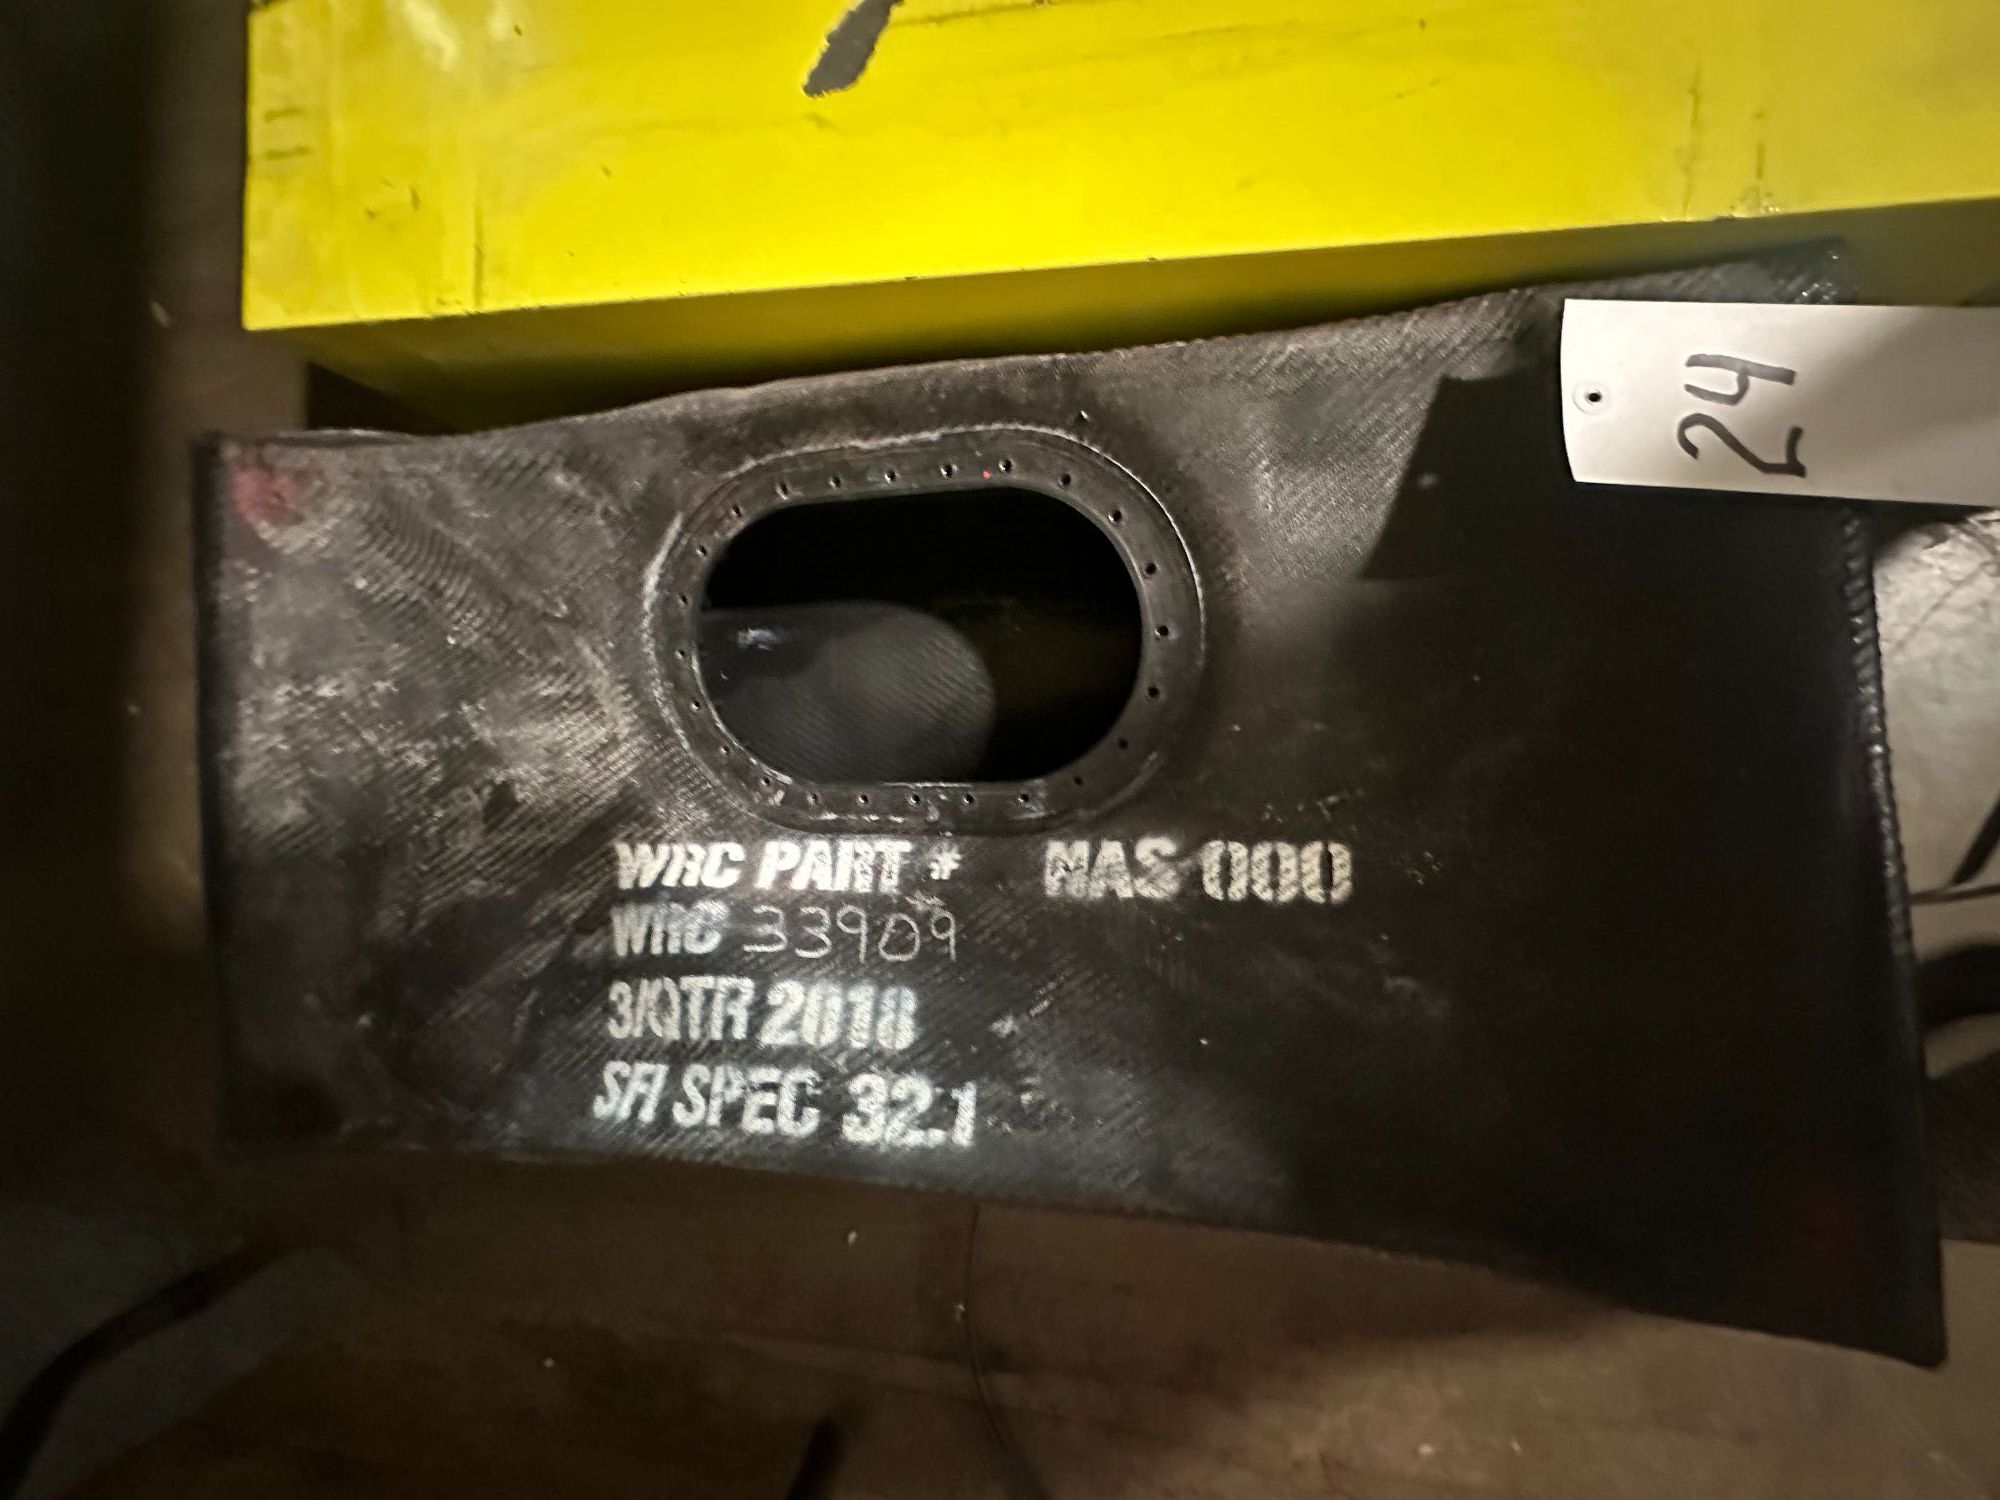 24
WRC PART # NAS 000
WRC 33909
3/QTR 2018
SFI SPEC 32.1